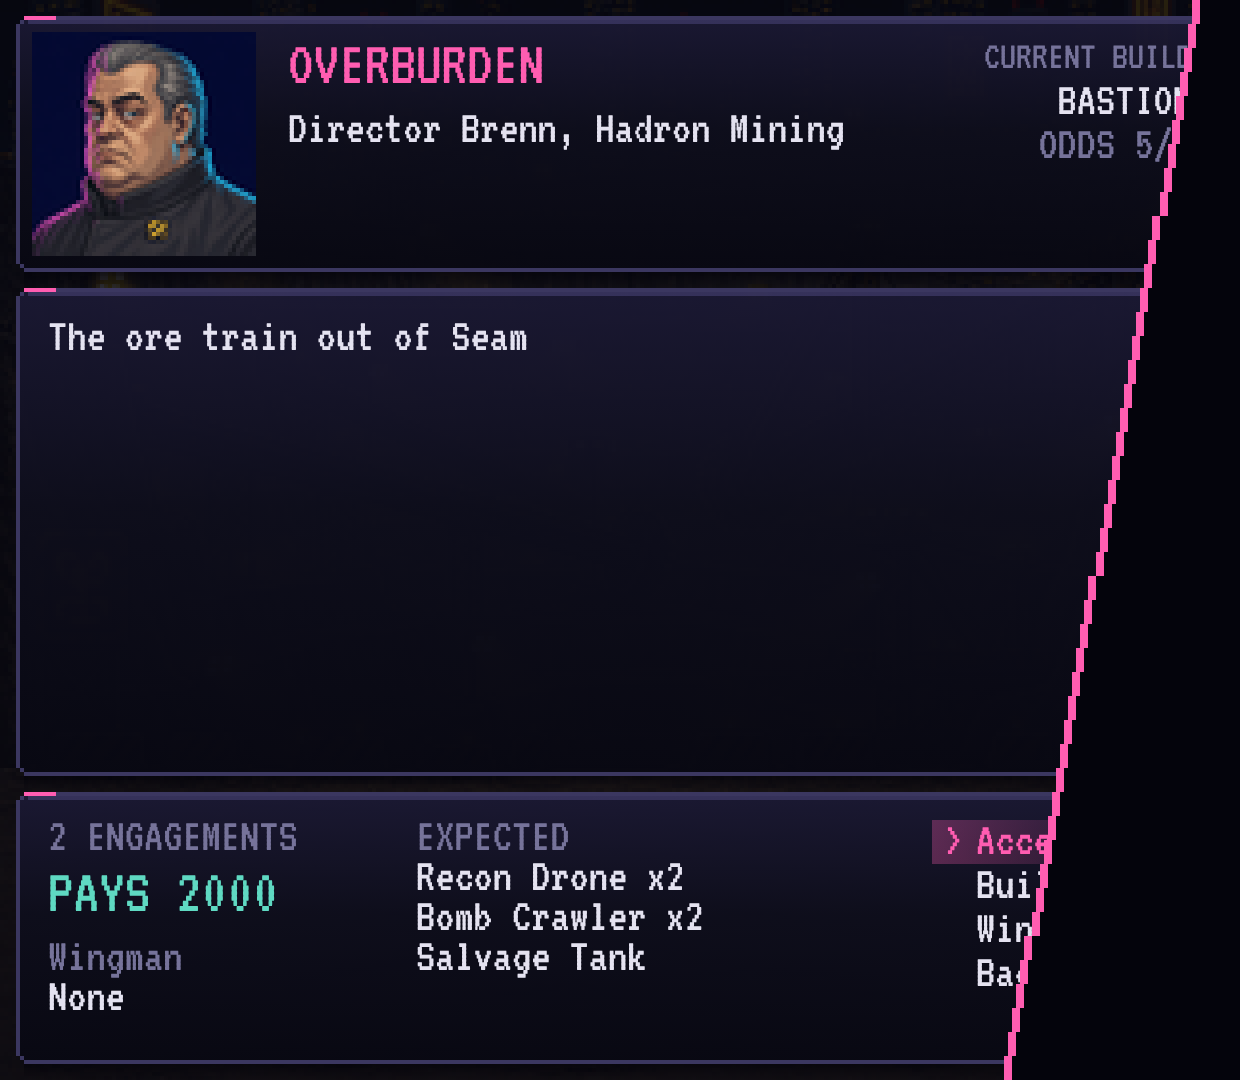 OVERBURDEN
Director Brenn, Hadron Mining
CURRENT BUILD
ODDS 5/
The ore train out of Seam
2 ENGAGEMENTS
PAYS 2000
Wingman
None
EXPECTED
Recon Drone x2
Bomb Crawler x2
Salvage Tank